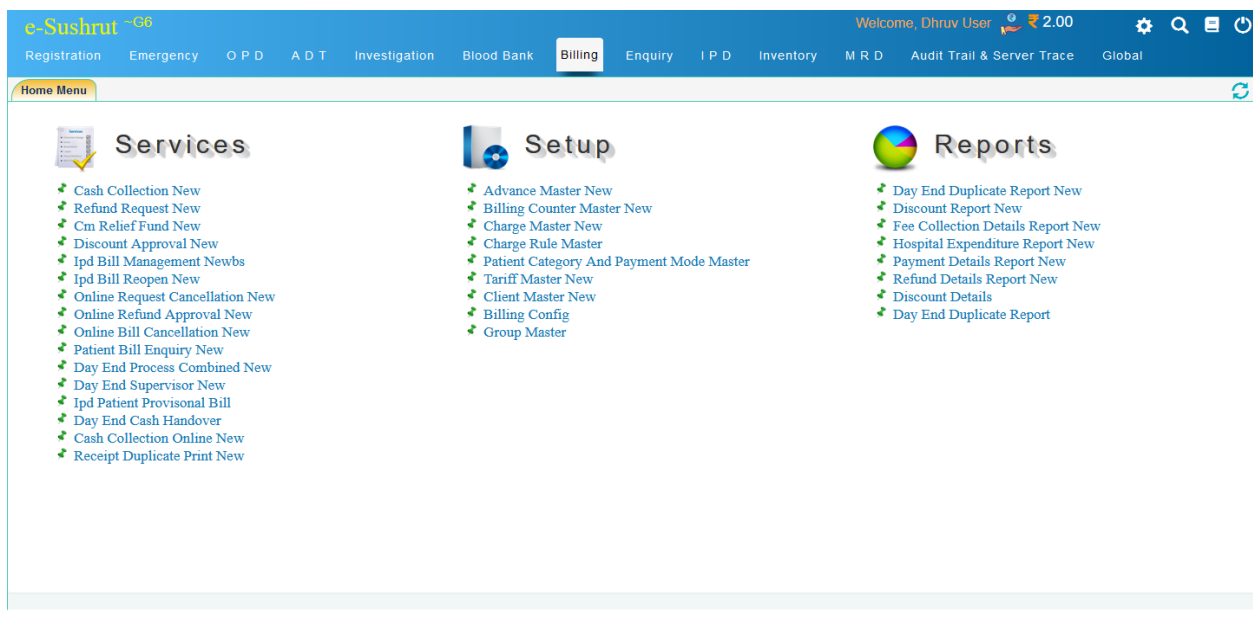 e-Sushrut ~G6
Welcome, Dhruv User ₹ 2.00
Registration Emergency O P D A D T Investigation Blood Bank Billing Enquiry I P D Inventory M R D Audit Trail & Server Trace Global
Home Menu
Services
Cash Collection New
Refund Request New
Cm Relief Fund New
Discount Approval New
Ipd Bill Management Newbs
Ipd Bill Reopen New
Online Request Cancellation New
Online Refund Approval New
Online Bill Cancellation New
Patient Bill Enquiry New
Day End Process Combined New
Day End Supervisor New
Ipd Patient Provisonal Bill
Day End Cash Handover
Cash Collection Online New
Receipt Duplicate Print New
Setup
Advance Master New
Billing Counter Master New
Charge Master New
Charge Rule Master
Patient Category And Payment Mode Master
Tariff Master New
Client Master New
Billing Config
Group Master
Reports
Day End Duplicate Report New
Discount Report New
Fee Collection Details Report New
Hospital Expenditure Report New
Payment Details Report New
Refund Details Report New
Discount Details
Day End Duplicate Report